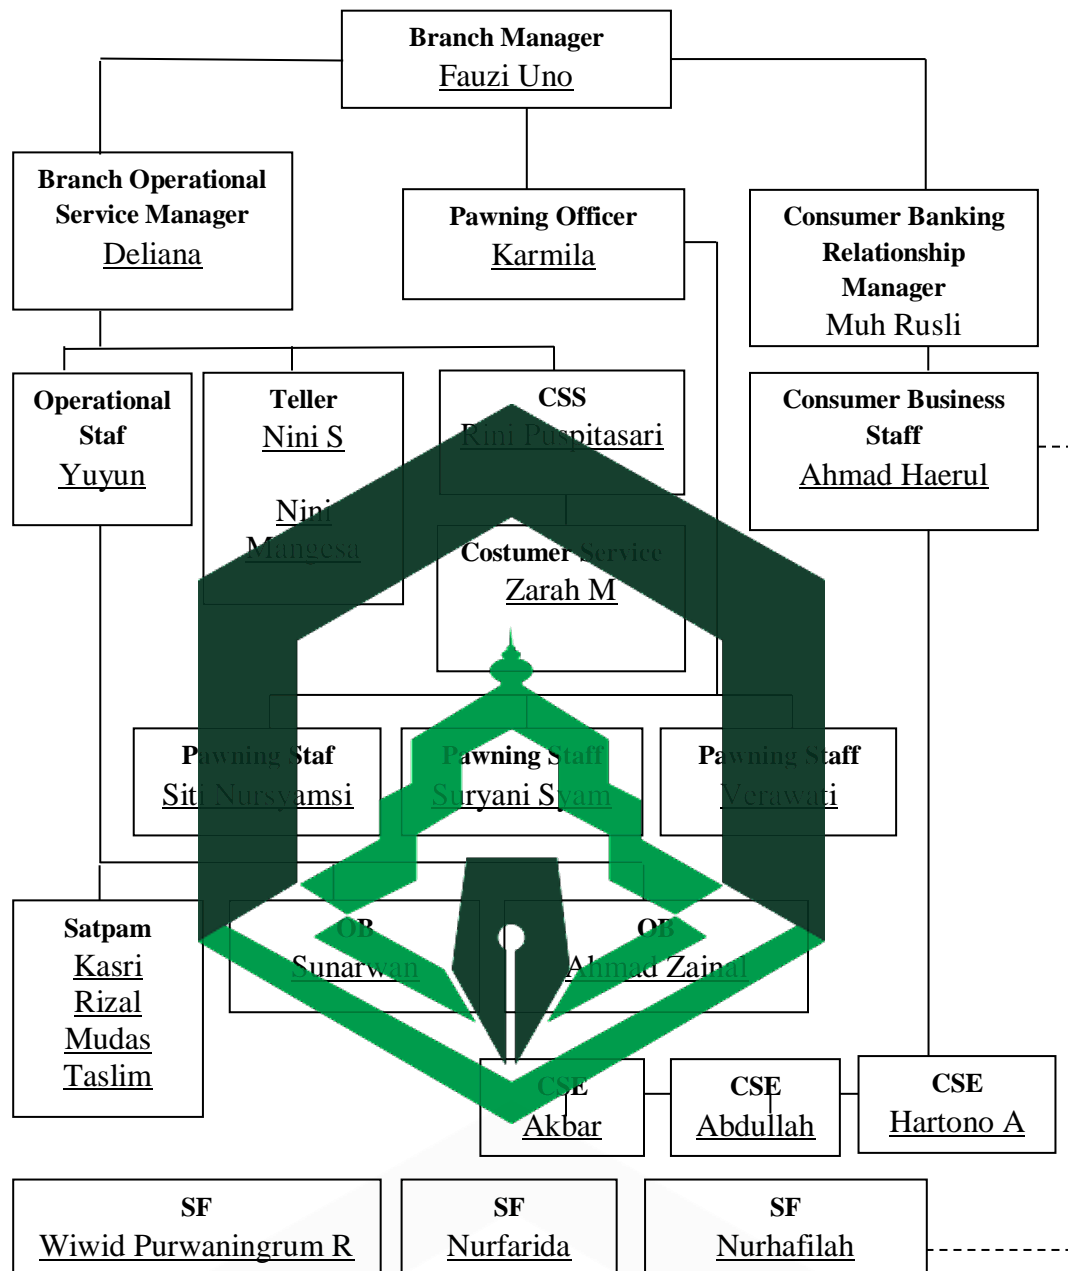 Branch Manager
Fauzi Uno
Branch Operational
Service Manager
Deliana
Pawning Officer
Karmila
Consumer Banking
Relationship
Manager
Muh Rusli
Operational
Staf
Yuyun
Teller
Nini S
Nini
Mangesa
CSS
Rini Puspitasari
Costumer Service
Zarah M
Consumer Business
Staff
Ahmad Haerul
Pawning Staf
Siti Nursyamsi
Pawning Staff
Suryani Syam
Pawning Staff
Verawati
Satpam
Kasri
Rizal
Mudas
Taslim
OB
Sunarwan
OB
Ahmad Zainal
CSE
Akbar
CSE
Abdullah
CSE
Hartono A
SF
Wiwid Purwaningrum R
SF
Nurfarida
SF
Nurhafilah